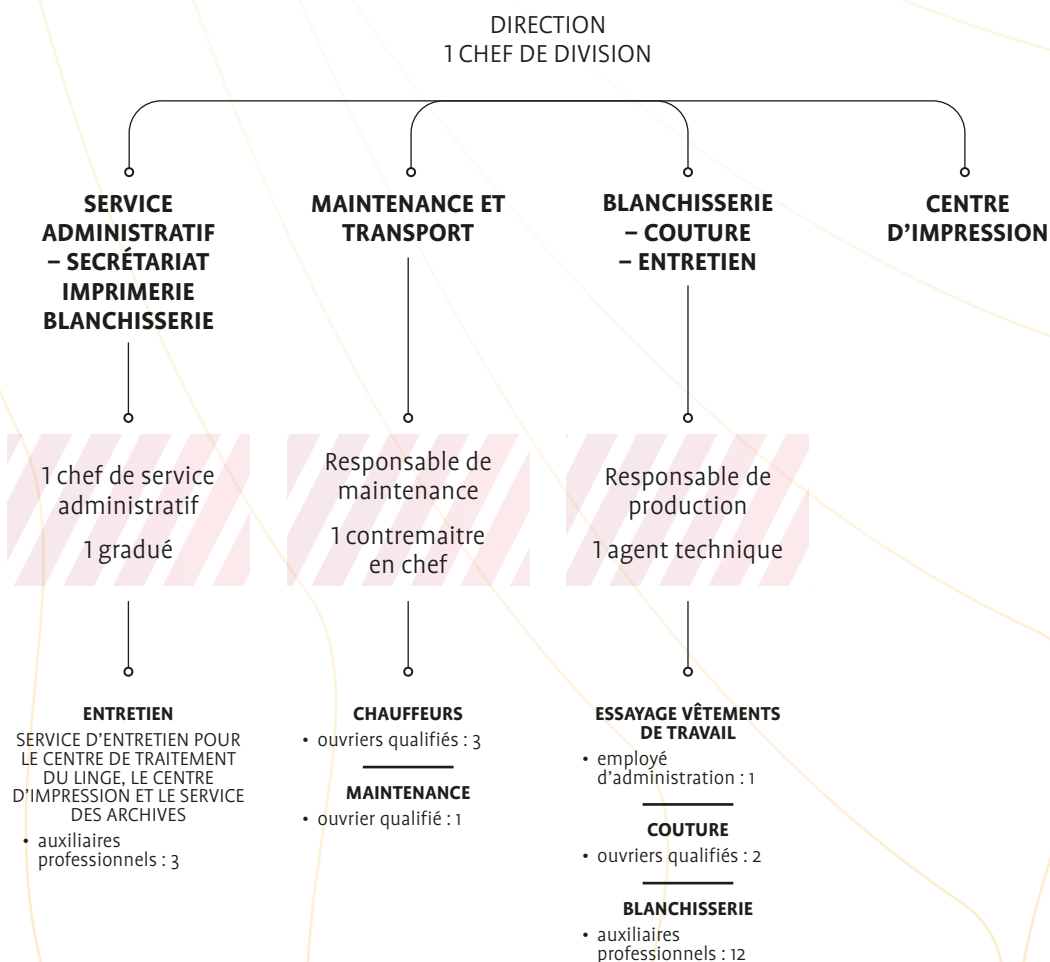 DIRECTION
1 CHEF DE DIVISION
SERVICE
ADMINISTRATIF
– SECRÉTARIAT
IMPRIMERIE
BLANCHISSERIE
MAINTENANCE ET
TRANSPORT
BLANCHISSERIE
– COUTURE
– ENTRETIEN
CENTRE
D’IMPRESSION
1 chef de service
administratif
1 gradué
Responsable de
maintenance
1 contremaitre
en chef
Responsable de
production
1 agent technique
ENTRETIEN
SERVICE D’ENTRETIEN POUR
LE CENTRE DE TRAITEMENT
DU LINGE, LE CENTRE
D’IMPRESSION ET LE SERVICE
DES ARCHIVES
• auxiliaires
professionnels : 3
CHAUFFEURS
• ouvriers qualifiés : 3
MAINTENANCE
• ouvrier qualifié : 1
ESSAYAGE VÊTEMENTS
DE TRAVAIL
• employé
d’administration : 1
COUTURE
• ouvriers qualifiés : 2
BLANCHISSERIE
• auxiliaires
professionnels : 12